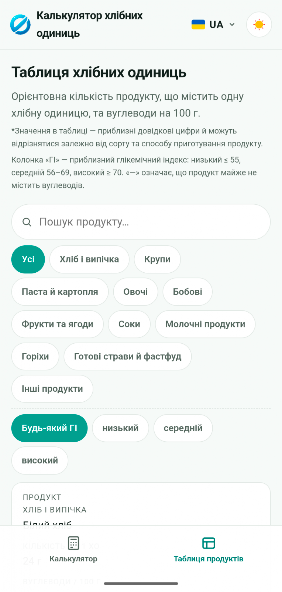 Калькулятор хлібних
одиниць
UA
Таблиця хлібних одиниць
Орієнтовна кількість продукту, що містить одну
хлібну одиницю, та вуглеводи на 100 г.
*Значення в таблиці — приблизні довідкові цифри й можуть
відрізнятися залежно від сорту та способу приготування продукту.
Колонка «ГІ» — приблизний глікемічний індекс: низький ≤ 55,
середній 56–69, високий ≥ 70. «—» означає, що продукт майже не
містить вуглеводів.
Пошук продукту…
Усі
Хліб і випічка
Крупи
Паста й картопля
Овочі
Бобові
Фрукти та ягоди
Соки
Молочні продукти
Горіхи
Готові страви й фастфуд
Інші продукти
Будь-який ГІ
низький
середній
високий
ПРОДУКТ
ХЛІБ І ВИПІЧКА
Білий хліб
Калькулятор
Таблиця продуктів